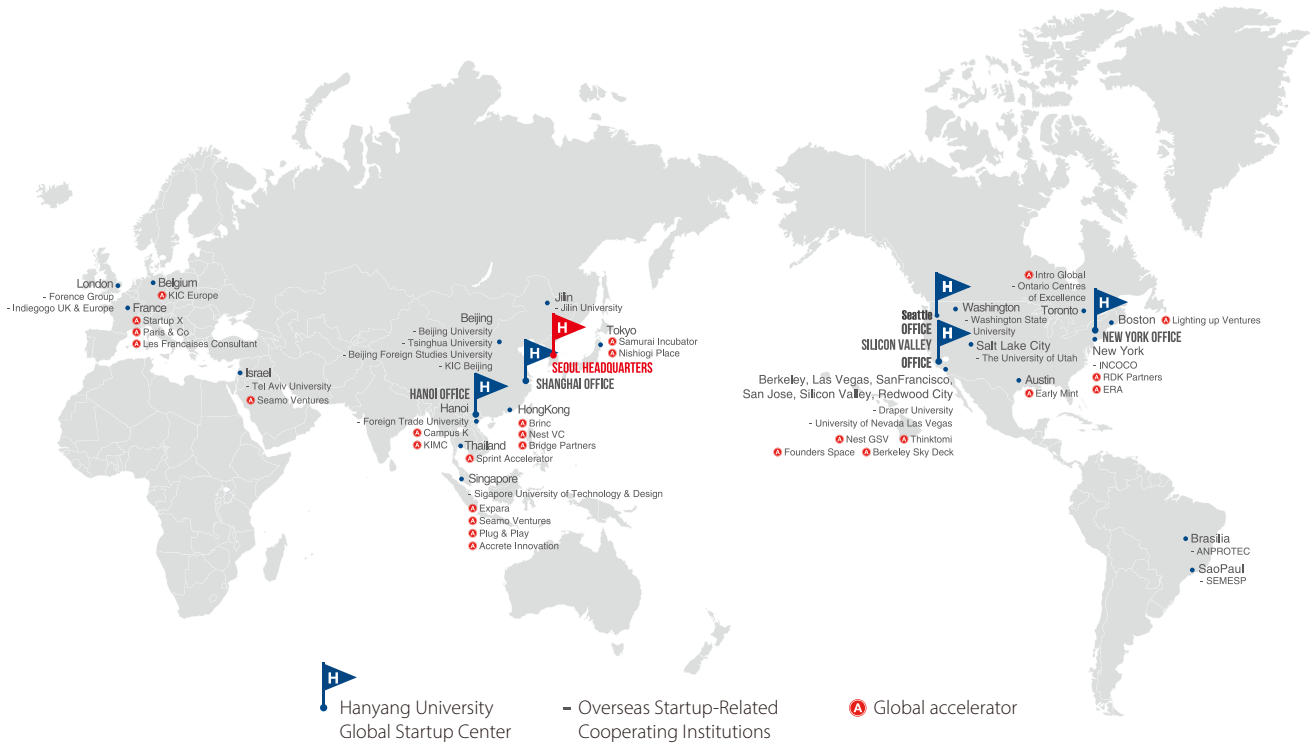 London
- Forence Group
- Indiegogo UK & Europe
Belgium
A KIC Europe
France
A Startup X
A Paris & Co
A Les Francaises Consultant
Israel
- Tel Aviv University
A Seamo Ventures
Beijing
- Beijing University
- Tsinghua University
- Beijing Foreign Studies University
- KIC Beijing
Jilin
- Jilin University
H
SEOUL HEADQUARTERS
Tokyo
A Samurai Incubator
A Nishiogi Place
H
SHANGHAI OFFICE
H
HANOI OFFICE
Hanoi
- Foreign Trade University
A Campus K
A KIMC
HongKong
A Brinc
A Nest VC
A Bridge Partners
Thailand
A Sprint Accelerator
Singapore
- Sigapore University of Technology & Design
A Expara
A Seamo Ventures
A Plug & Play
A Accrete Innovation
H
Seattle
OFFICE
H
SILICON VALLEY
OFFICE
Washington
- Washington State
University
Salt Lake City
- The University of Utah
Berkeley, Las Vegas, SanFrancisco,
San Jose, Silicon Valley, Redwood City
- Draper University
- University of Nevada Las Vegas
A Nest GSV A Thinktomi
A Founders Space A Berkeley Sky Deck
Austin
A Early Mint
A Intro Global
- Ontario Centres
of Excellence
Toronto
H
Boston A Lighting up Ventures
NEW YORK OFFICE
New York
- INCOCO
A RDK Partners
A ERA
Brasilia
- ANPROTEC
SaoPaul
- SEMESP
H
Hanyang University
Global Startup Center
- Overseas Startup-Related
Cooperating Institutions
A Global accelerator